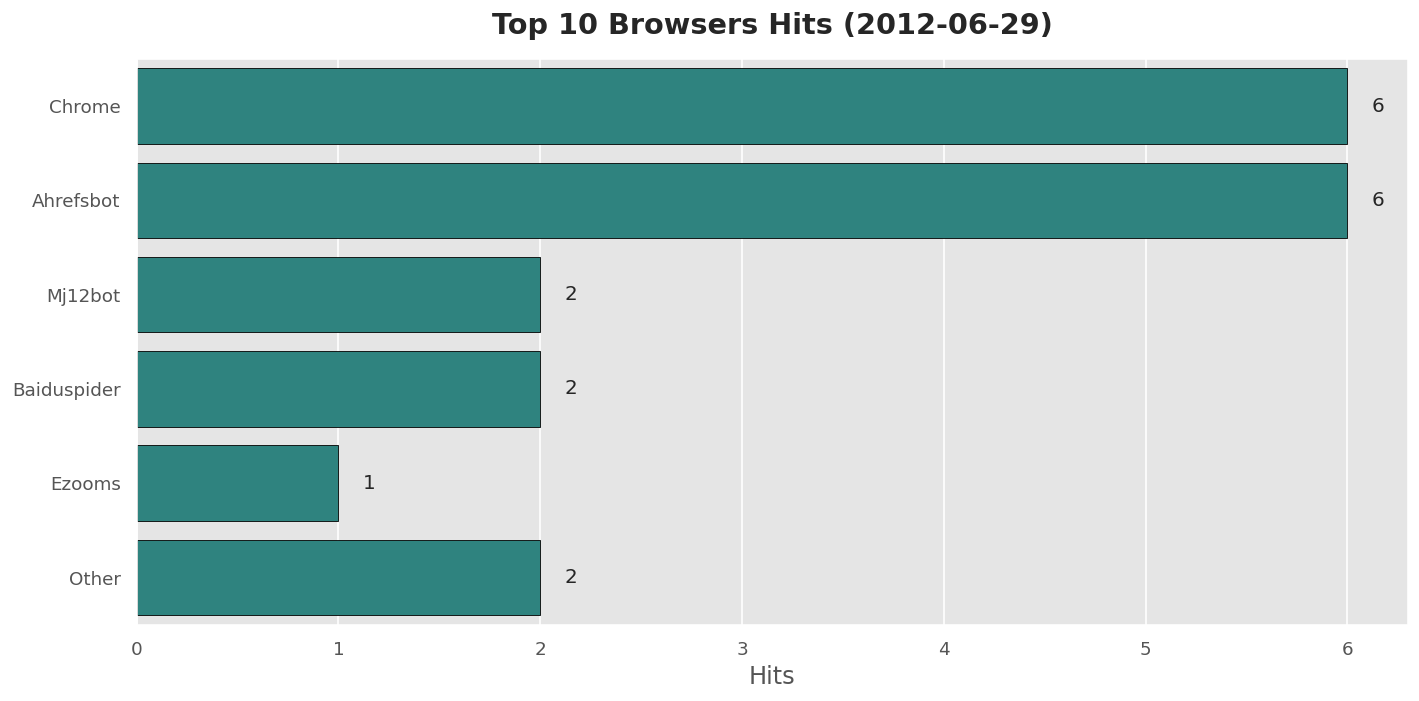 Top 10 Browsers Hits (2012-06-29)
Chrome
6
Ahrefsbot
6
Mj12bot
2
Baiduspider
2
Ezooms
1
Other
2
0 1 2 3 4 5 6
Hits